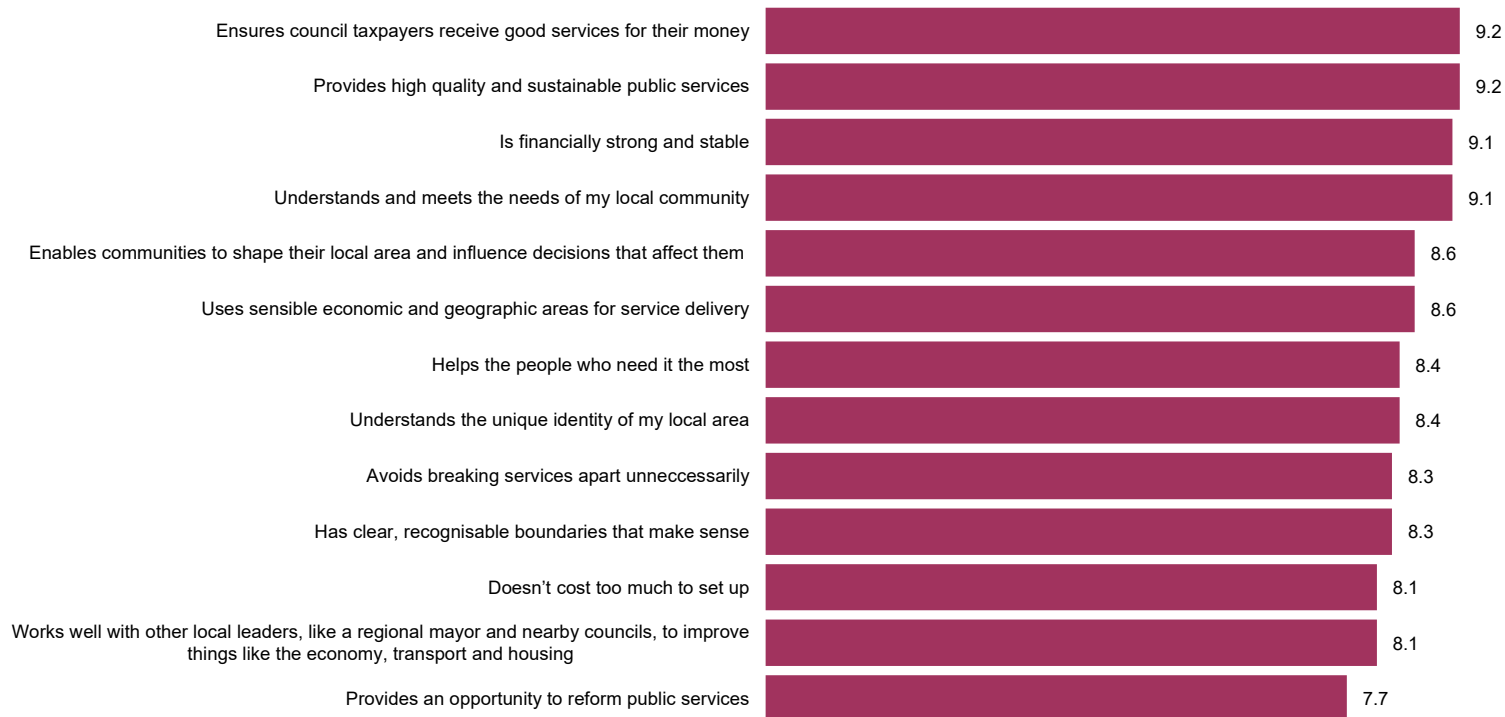 Ensures council taxpayers receive good services for their money 9.2
Provides high quality and sustainable public services 9.2
Is financially strong and stable 9.1
Understands and meets the needs of my local community 9.1
Enables communities to shape their local area and influence decisions that affect them 8.6
Uses sensible economic and geographic areas for service delivery 8.6
Helps the people who need it the most 8.4
Understands the unique identity of my local area 8.4
Avoids breaking services apart unneccessarily 8.3
Has clear, recognisable boundaries that make sense 8.3
Doesn’t cost too much to set up 8.1
Works well with other local leaders, like a regional mayor and nearby councils, to improve
things like the economy, transport and housing 8.1
Provides an opportunity to reform public services 7.7